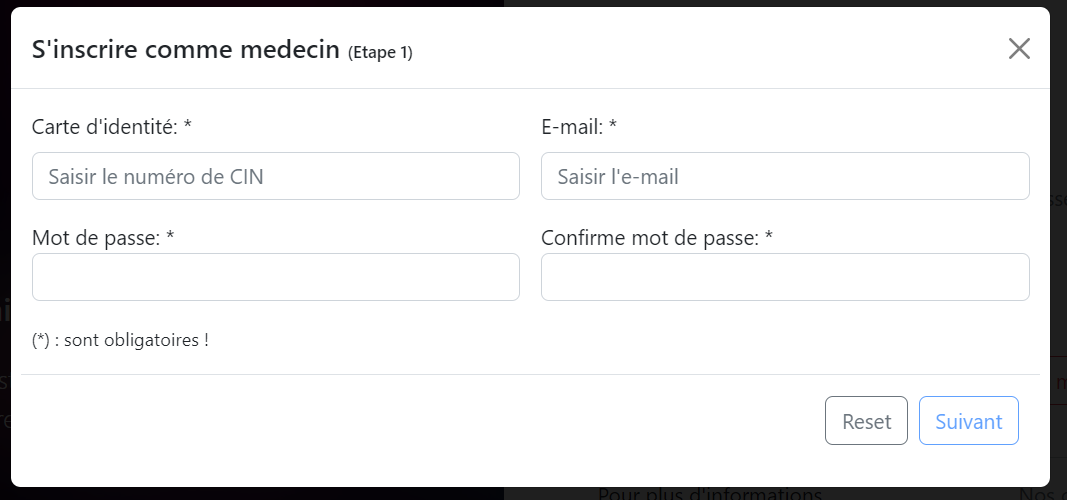 S'inscrire comme medecin (Etape 1)
Carte d'identité: * E-mail: *
Saisir le numéro de CIN Saisir l'e-mail
Mot de passe: * Confirme mot de passe: *
(*) : sont obligatoires !
Reset Suivant
Pour plus d'informations